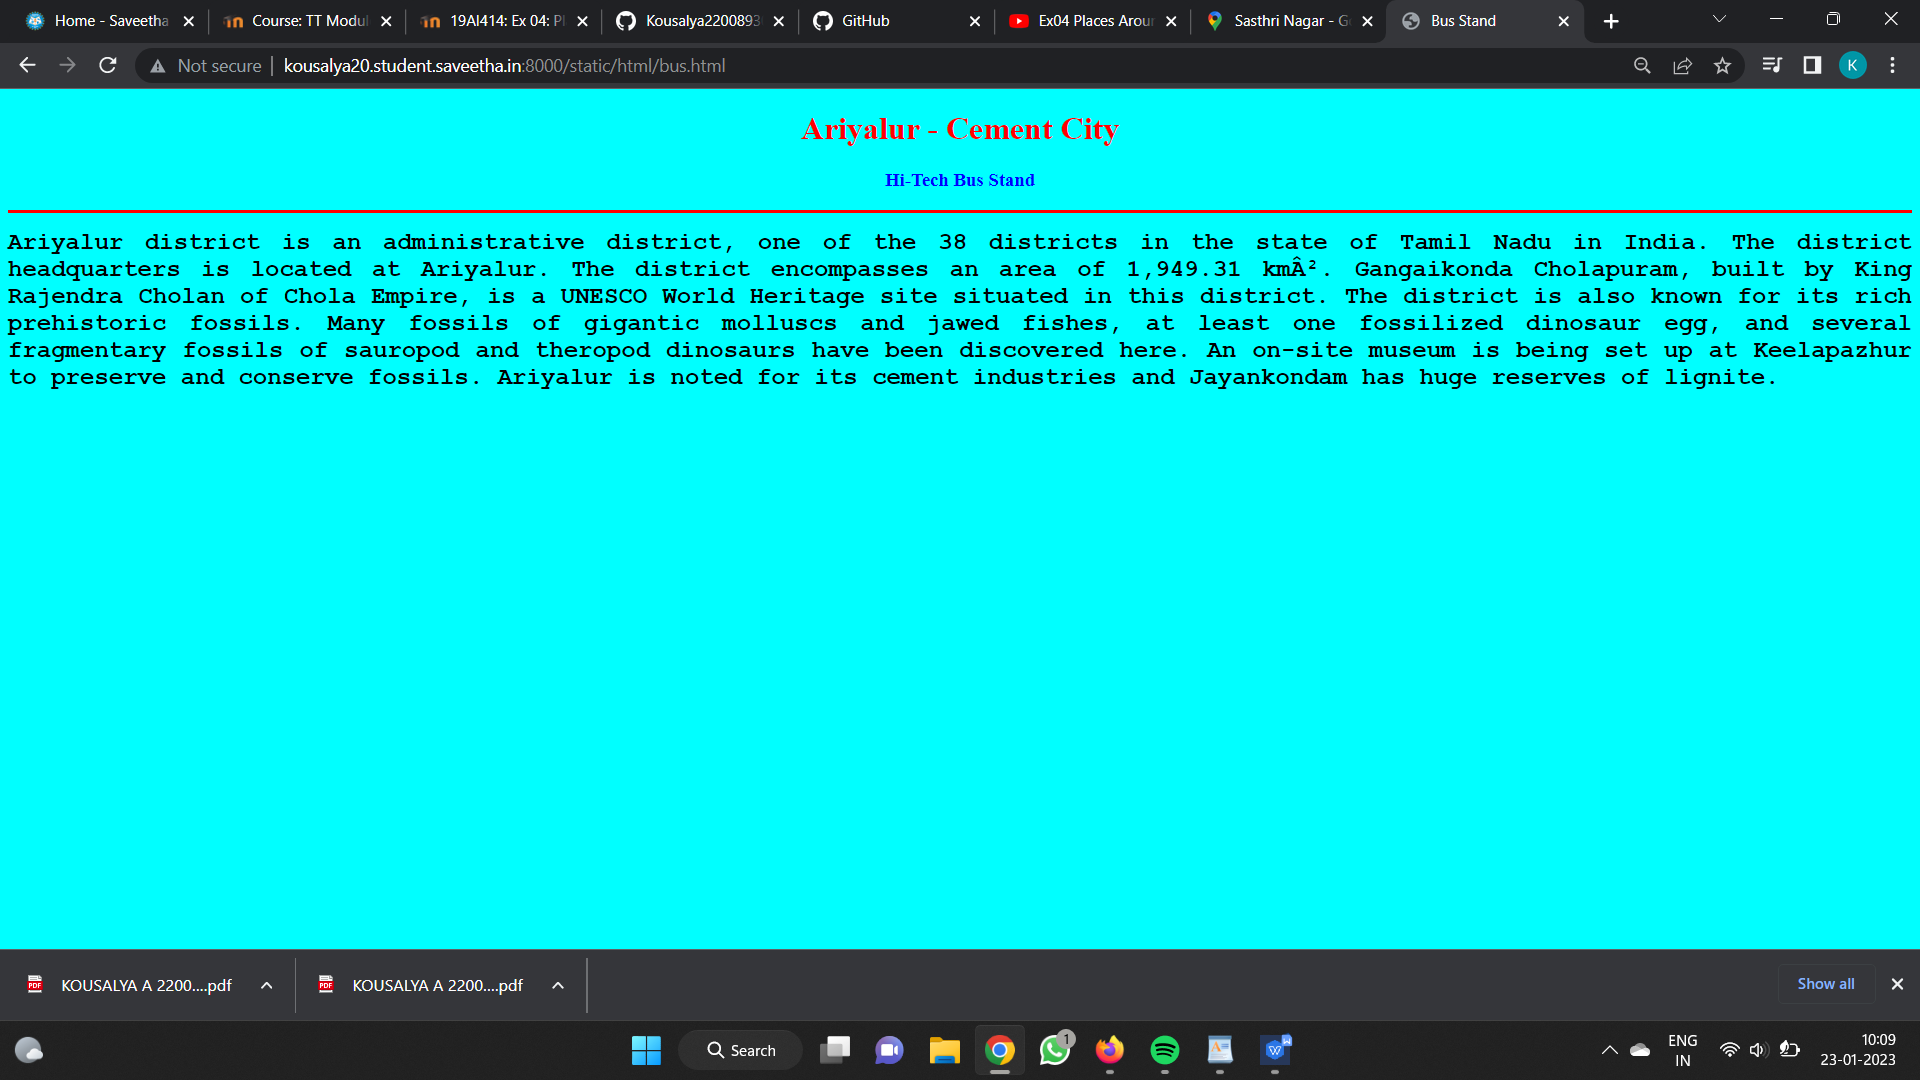 Home - Saveetha
Course: TT Modul
19AI414: Ex 04: Pl
Kousalya2200893
GitHub
Ex04 Places Arour
Sasthri Nagar - Go
Bus Stand
Not secure
kousalya20.student.saveetha.in:8000/static/html/bus.html
K
Ariyalur - Cement City
Hi-Tech Bus Stand
Ariyalur district is an administrative district, one of the 38 districts in the state of Tamil Nadu in India. The district
headquarters is located at Ariyalur. The district encompasses an area of 1,949.31 kmÂ². Gangaikonda Cholapuram, built by King
Rajendra Cholan of Chola Empire, is a UNESCO World Heritage site situated in this district. The district is also known for its rich
prehistoric fossils. Many fossils of gigantic molluscs and jawed fishes, at least one fossilized dinosaur egg, and several
fragmentary fossils of sauropod and theropod dinosaurs have been discovered here. An on-site museum is being set up at Keelapazhur
to preserve and conserve fossils. Ariyalur is noted for its cement industries and Jayankondam has huge reserves of lignite.
KOUSALYA A 2200....pdf
KOUSALYA A 2200....pdf
Show all
Search
1
ENG
IN
10:09
23-01-2023